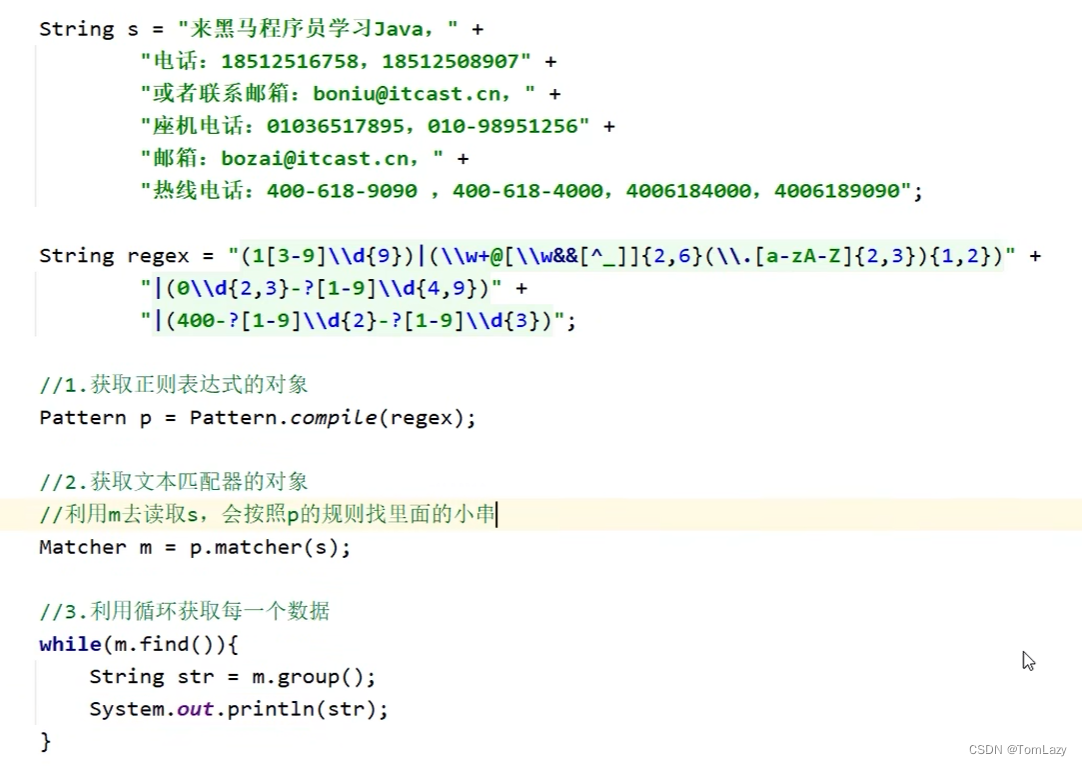 String s = "来黑马程序员学习Java，" +
"电话：18512516758，18512508907" +
"或者联系邮箱：boniu@itcast.cn，" +
"座机电话：01036517895，010-98951256" +
"邮箱：bozai@itcast.cn，" +
"热线电话：400-618-9090 ，400-618-4000，4006184000，4006189090";
String regex = "(1[3-9]\\d{9})|(\\w+@[\\w&&[^_]]{2,6}(\\.[a-zA-Z]{2,3}){1,2})" +
"|(0\\d{2,3}-?[1-9]\\d{4,9})" +
"|(400-?[1-9]\\d{2}-?[1-9]\\d{3})";
//1.获取正则表达式的对象
Pattern p = Pattern.compile(regex);
//2.获取文本匹配器的对象
//利用m去读取s，会按照p的规则找里面的小串
Matcher m = p.matcher(s);
//3.利用循环获取每一个数据
while(m.find()){
String str = m.group();
System.out.println(str);
}
CSDN @TomLazy